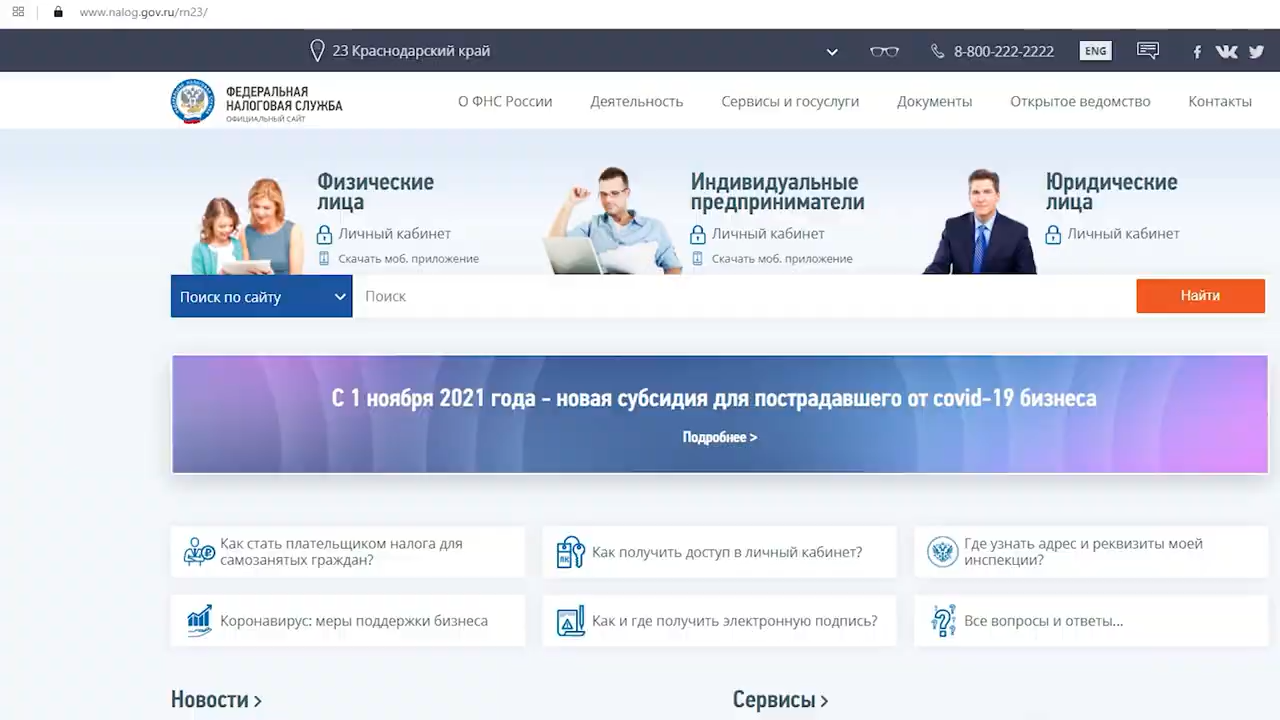 www.nalog.gov.ru/rn23/
23 Краснодарский край
8-800-222-2222
ENG
ФЕДЕРАЛЬНАЯ
НАЛОГОВАЯ СЛУЖБА
ОФИЦИАЛЬНЫЙ САЙТ
О ФНС России
Деятельность
Сервисы и госуслуги
Документы
Открытое ведомство
Контакты
Физические
лица
Личный кабинет
Скачать моб. приложение
Индивидуальные
предприниматели
Личный кабинет
Скачать моб. приложение
Юридические
лица
Личный кабинет
Поиск по сайту
Поиск
Найти
С 1 ноября 2021 года - новая субсидия для пострадавшего от covid-19 бизнеса
Подробнее >
Как стать плательщиком налога для
самозанятых граждан?
Как получить доступ в личный кабинет?
Где узнать адрес и реквизиты моей
инспекции?
Коронавирус: меры поддержки бизнеса
Как и где получить электронную подпись?
Все вопросы и ответы...
Новости >
Сервисы >